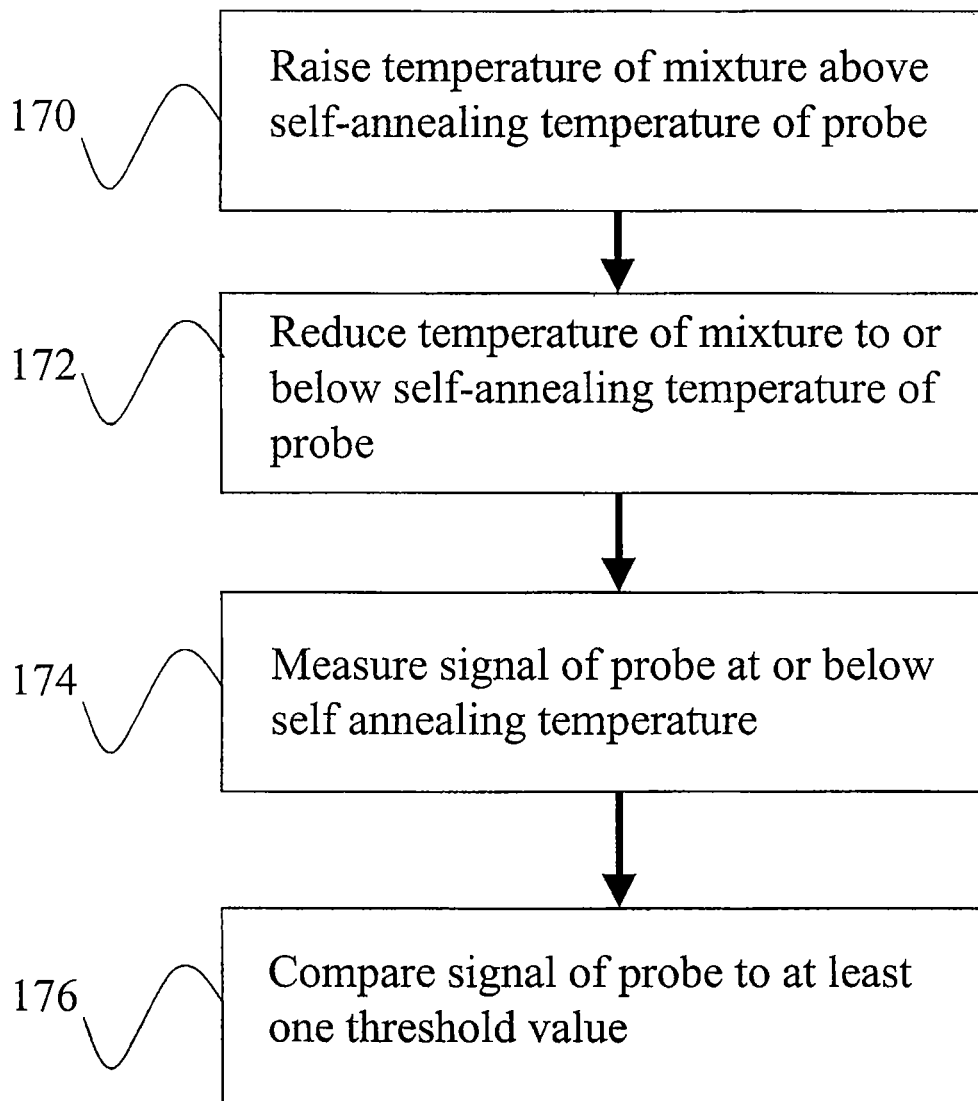 Raise temperature of mixture above
170
self-annealing temperature of probe
Reduce temperature of mixture to or
172
below self-annealing temperature of
probe
174
Measure signal of probe at or below
self annealing temperature
176
Compare signal of probe to at least
one threshold value